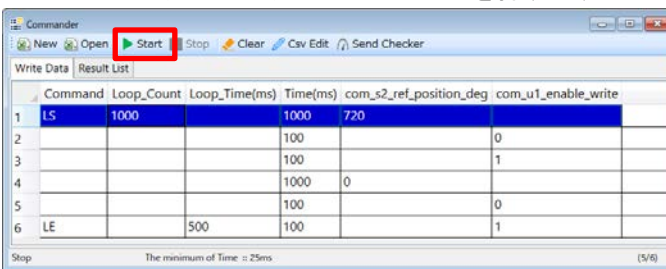 Commander
New Open Start Stop Clear Csv Edit Send Checker
Write Data Result List
Command Loop_Count Loop_Time(ms) Time(ms) com_s2_ref_position_deg com_u1_enable_write
1 LS 1000 1000 720
2 100 0
3 100 1
4 1000 0
5 100 0
6 LE 500 100 1
Stop The minimum of Time :: 25ms (5/6)